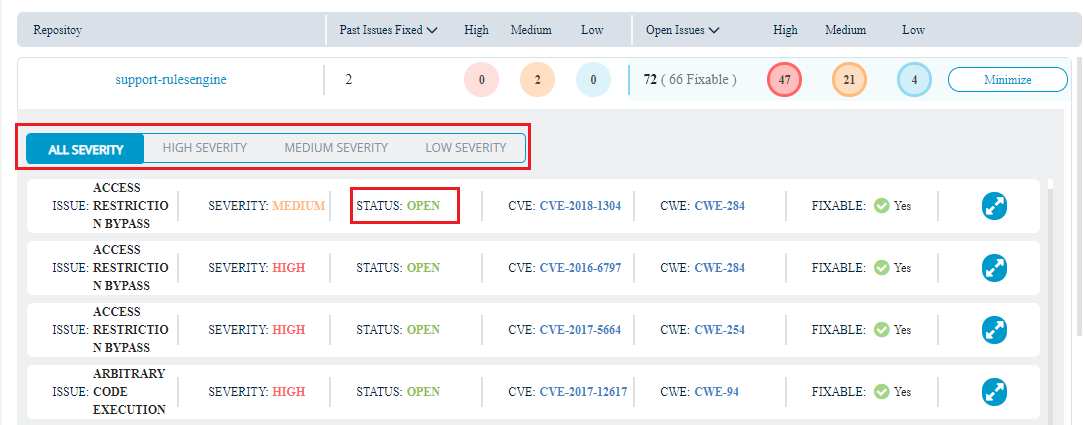 Repositoy Past Issues Fixed High Medium Low Open Issues High Medium Low
support-rulesengine 2 0 2 0 72 ( 66 Fixable ) 47 21 4 Minimize
ALL SEVERITY HIGH SEVERITY MEDIUM SEVERITY LOW SEVERITY
ACCESS
ISSUE: RESTRICTIO SEVERITY: MEDIUM STATUS: OPEN CVE: CVE-2018-1304 CWE: CWE-284 FIXABLE: Yes
N BYPASS
ACCESS
ISSUE: RESTRICTIO SEVERITY: HIGH STATUS: OPEN CVE: CVE-2016-6797 CWE: CWE-284 FIXABLE: Yes
N BYPASS
ACCESS
ISSUE: RESTRICTIO SEVERITY: HIGH STATUS: OPEN CVE: CVE-2017-5664 CWE: CWE-254 FIXABLE: Yes
N BYPASS
ARBITRARY
ISSUE: CODE SEVERITY: HIGH STATUS: OPEN CVE: CVE-2017-12617 CWE: CWE-94 FIXABLE: Yes
EXECUTION